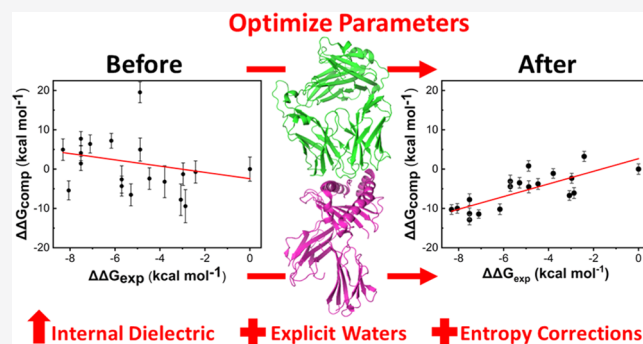 Optimize Parameters
Before
After
ΔΔGcomp (kcal mol-1)
20
10
0
-10
-20
-8
-6
-4
-2
0
ΔΔGexp (kcal mol-1)
ΔΔGcomp (kcal mol-1)
20
10
0
-10
-20
-8
-6
-4
-2
0
ΔΔGexp (kcal mol-1)
Internal Dielectric
+ Explicit Waters
+ Entropy Corrections